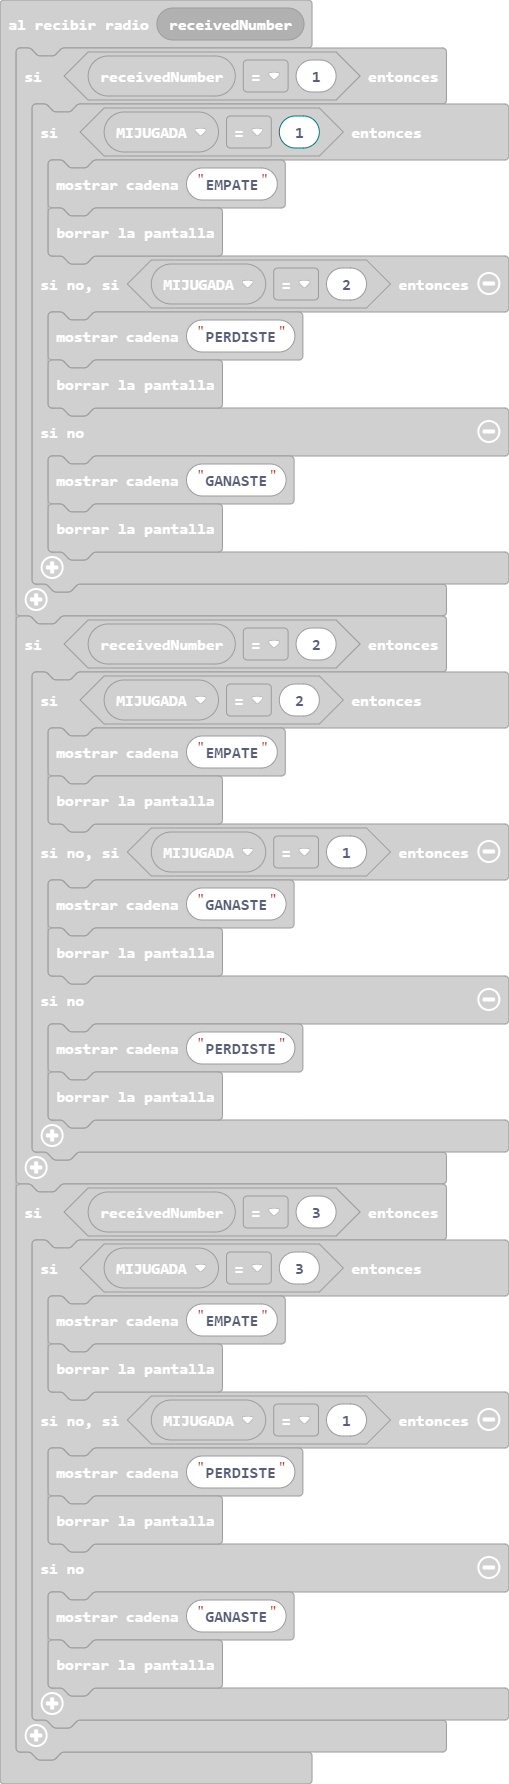 al recibir radio receivedNumber
si receivedNumber = 1 entonces
si MIJUGADA = 1 entonces
mostrar cadena "EMPATE"
borrar la pantalla
si no, si MIJUGADA = 2 entonces
mostrar cadena "PERDISTE"
borrar la pantalla
si no
mostrar cadena "GANASTE"
borrar la pantalla
si receivedNumber = 2 entonces
si MIJUGADA = 2 entonces
mostrar cadena "EMPATE"
borrar la pantalla
si no, si MIJUGADA = 1 entonces
mostrar cadena "GANASTE"
borrar la pantalla
si no
mostrar cadena "PERDISTE"
borrar la pantalla
si receivedNumber = 3 entonces
si MIJUGADA = 3 entonces
mostrar cadena "EMPATE"
borrar la pantalla
si no, si MIJUGADA = 1 entonces
mostrar cadena "PERDISTE"
borrar la pantalla
si no
mostrar cadena "GANASTE"
borrar la pantalla